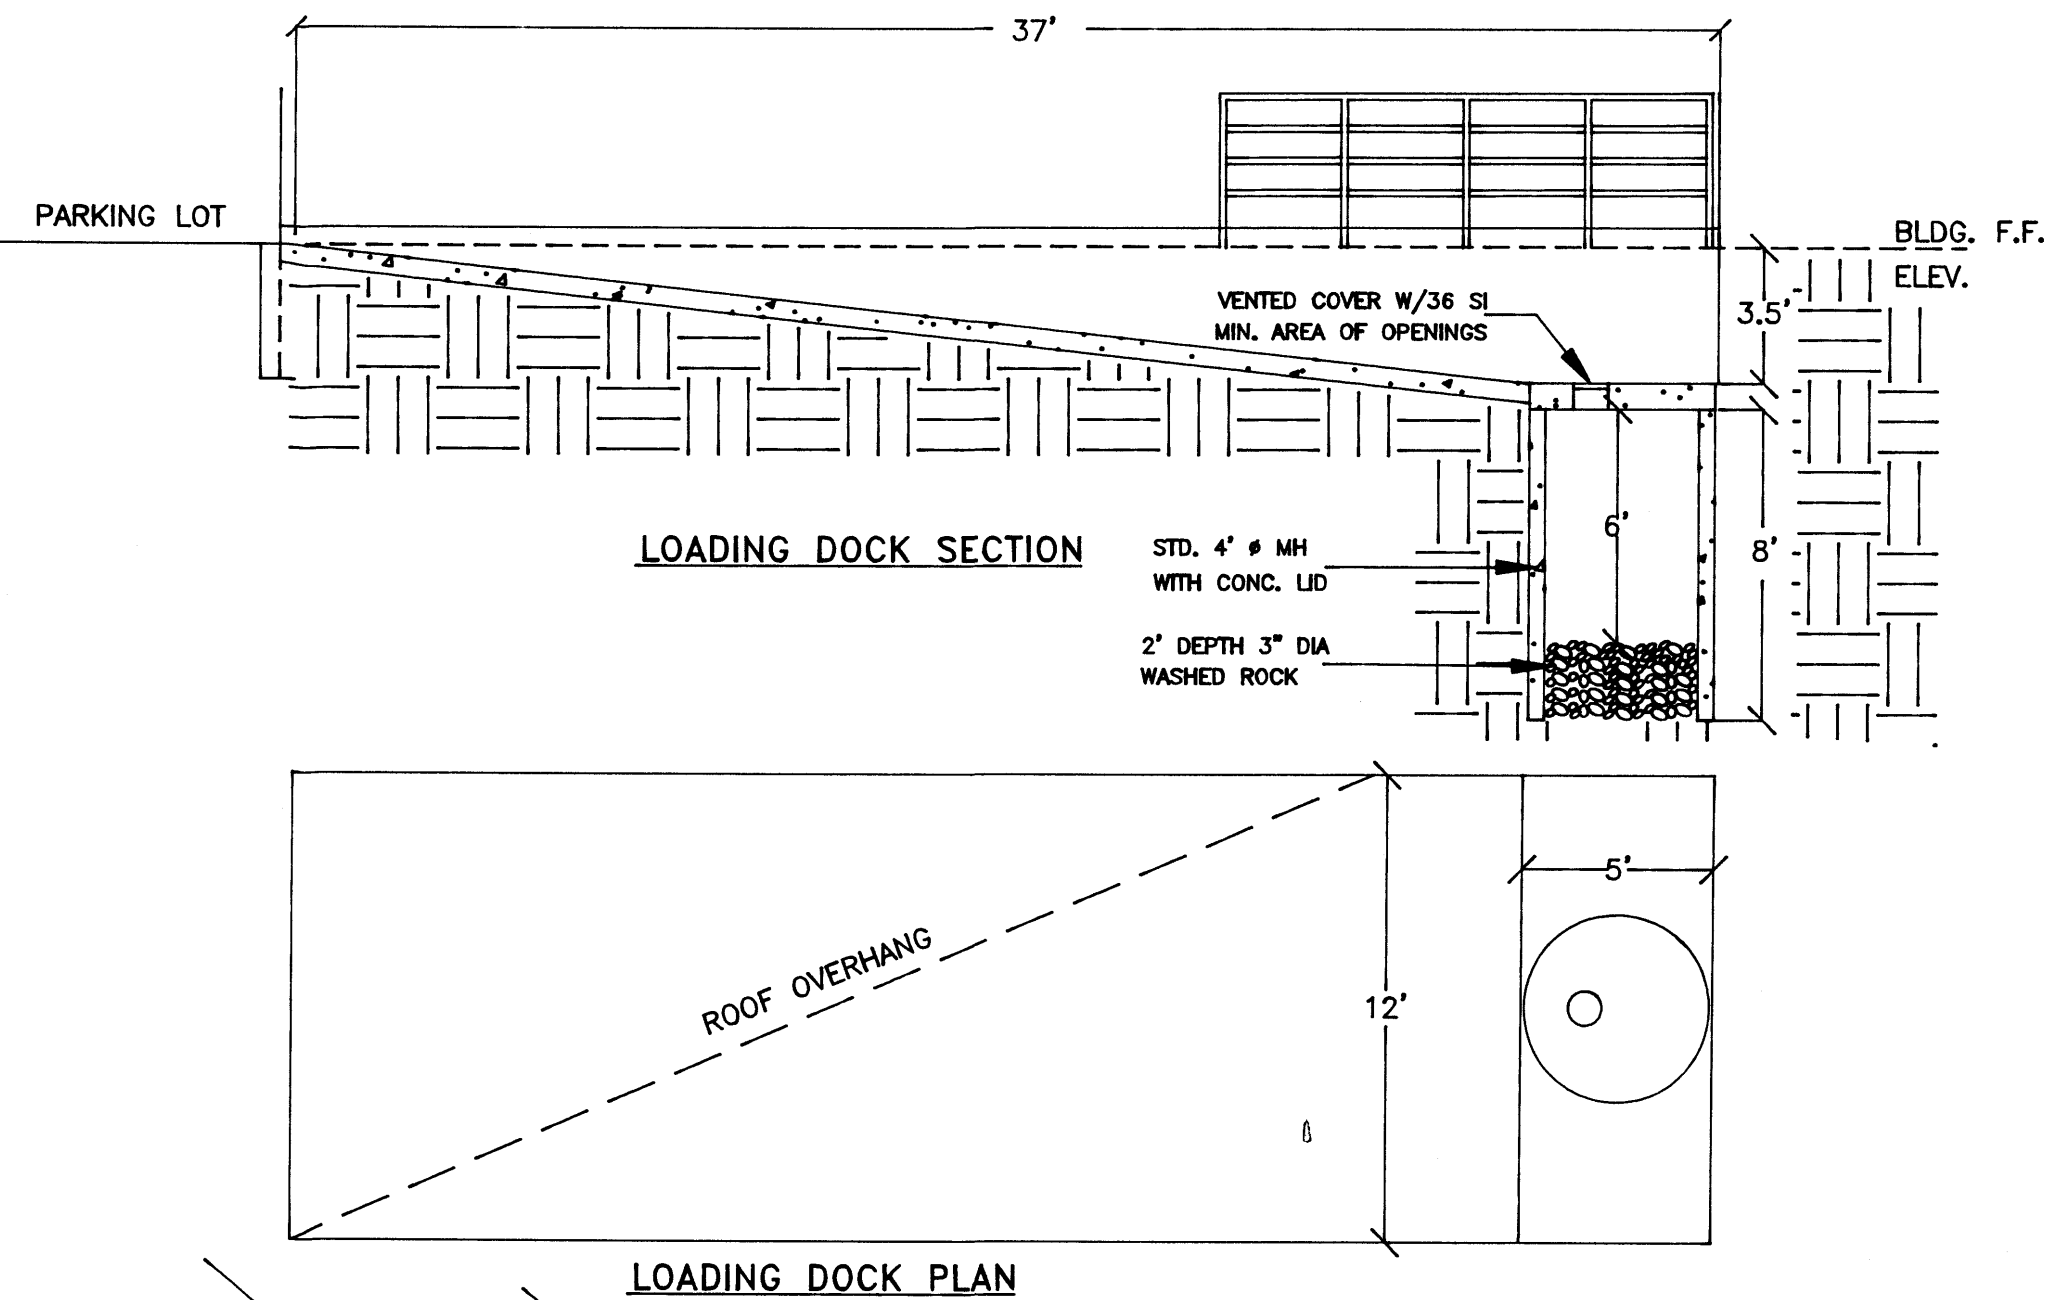 37'
PARKING LOT
BLDG. F.F.
ELEV.
VENTED COVER W/36 SI
MIN. AREA OF OPENINGS
3.5'
6'
8'
LOADING DOCK SECTION
STD. 4' ø MH
WITH CONC. LID
2' DEPTH 3" DIA
WASHED ROCK
5'
ROOF OVERHANG
12'
LOADING DOCK PLAN